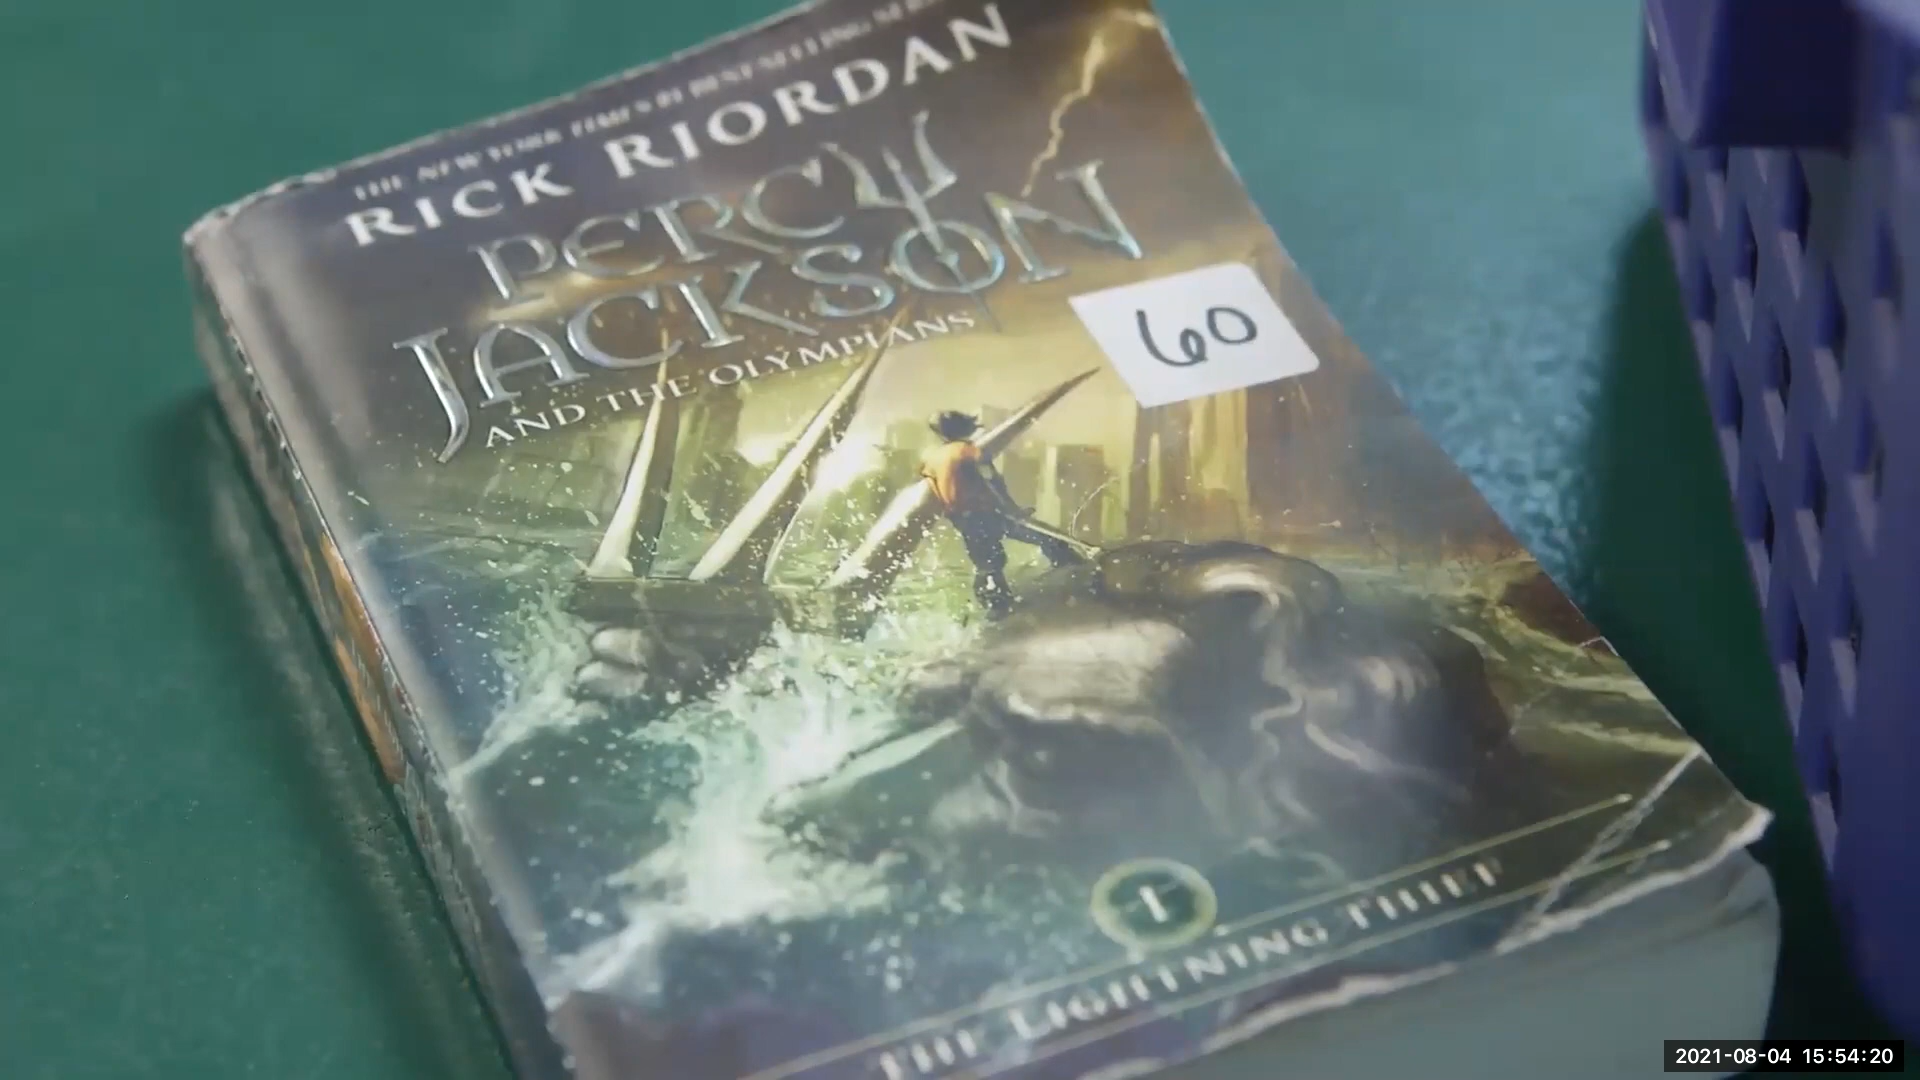 THE NEW YORK TIMES #1 BESTSELLING SERIES
RICK RIORDAN
PERCY
JACKSON
AND THE OLYMPIANS
60
1
THE LIGHTNING THIEF
2021-08-04 15:54:20